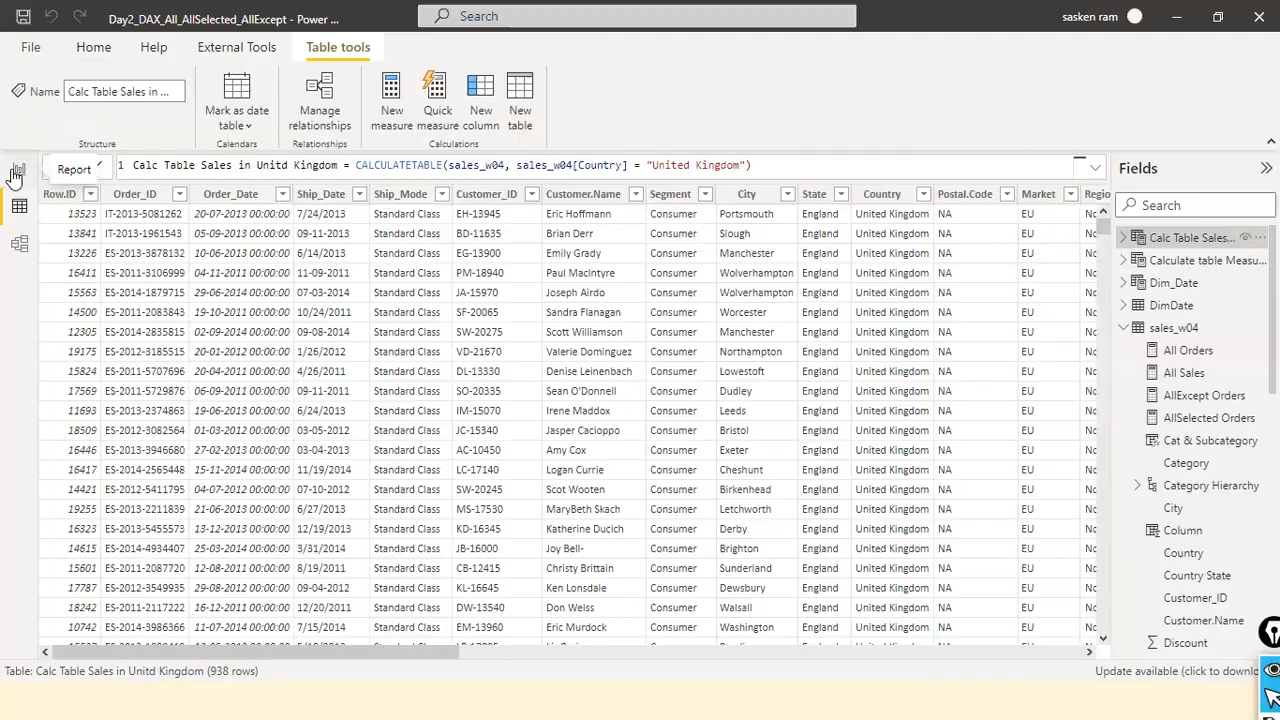 Day2_DAX_All_AllSelected_AllExcept - Power ...
Search
sasken ram
File Home Help External Tools Table tools
Name Calc Table Sales in ...
Mark as date table
Manage relationships
New measure
Quick measure
New column
New table
Structure Calendars Relationships Calculations
Report
1 Calc Table Sales in Unitd Kingdom = CALCULATETABLE(sales_w04, sales_w04[Country] = "United Kingdom")
Row.ID Order_ID Order_Date Ship_Date Ship_Mode Customer_ID Customer.Name Segment City State Country Postal.Code Market Regio
13523 IT-2013-5081262 20-07-2013 00:00:00 7/24/2013 Standard Class EH-13945 Eric Hoffmann Consumer Portsmouth England United Kingdom NA EU No
13841 IT-2013-1961543 05-09-2013 00:00:00 09-11-2013 Standard Class BD-11635 Brian Derr Consumer Slough England United Kingdom NA EU No
13226 ES-2013-3878132 10-06-2013 00:00:00 6/14/2013 Standard Class EG-13900 Emily Grady Consumer Manchester England United Kingdom NA EU No
16411 ES-2011-3106999 04-11-2011 00:00:00 11-09-2011 Standard Class PM-18940 Paul MacIntyre Consumer Wolverhampton England United Kingdom NA EU No
15563 ES-2014-1879715 29-06-2014 00:00:00 07-03-2014 Standard Class JA-15970 Joseph Airdo Consumer Wolverhampton England United Kingdom NA EU No
14500 ES-2011-2083843 19-10-2011 00:00:00 10/24/2011 Standard Class SF-20065 Sandra Flanagan Consumer Worcester England United Kingdom NA EU No
12305 ES-2014-2835815 02-09-2014 00:00:00 09-08-2014 Standard Class SW-20275 Scott Williamson Consumer Manchester England United Kingdom NA EU No
19175 ES-2012-3185515 20-01-2012 00:00:00 1/26/2012 Standard Class VD-21670 Valerie Dominguez Consumer Northampton England United Kingdom NA EU No
15824 ES-2011-5707696 20-04-2011 00:00:00 4/26/2011 Standard Class DL-13330 Denise Leinenbach Consumer Lowestoft England United Kingdom NA EU No
17569 ES-2011-5729876 06-09-2011 00:00:00 09-11-2011 Standard Class SO-20335 Sean O'Donnell Consumer Dudley England United Kingdom NA EU No
11693 ES-2013-2374863 19-06-2013 00:00:00 6/24/2013 Standard Class IM-15070 Irene Maddox Consumer Leeds England United Kingdom NA EU No
18509 ES-2012-3082564 01-03-2012 00:00:00 03-05-2012 Standard Class JC-15340 Jasper Cacioppo Consumer Bristol England United Kingdom NA EU No
16446 ES-2013-3946680 27-02-2013 00:00:00 03-04-2013 Standard Class AC-10450 Amy Cox Consumer Exeter England United Kingdom NA EU No
16417 ES-2014-2565448 15-11-2014 00:00:00 11/19/2014 Standard Class LC-17140 Logan Currie Consumer Cheshunt England United Kingdom NA EU No
14421 ES-2012-5411795 04-07-2012 00:00:00 07-10-2012 Standard Class SW-20245 Scot Wooten Consumer Birkenhead England United Kingdom NA EU No
19255 ES-2013-2211839 21-06-2013 00:00:00 6/27/2013 Standard Class MS-17530 MaryBeth Skach Consumer Letchworth England United Kingdom NA EU No
16323 ES-2013-5455573 13-12-2013 00:00:00 12/19/2013 Standard Class KD-16345 Katherine Ducich Consumer Derby England United Kingdom NA EU No
14615 ES-2014-4934407 25-03-2014 00:00:00 3/31/2014 Standard Class JB-16000 Joy Bell- Consumer Brighton England United Kingdom NA EU No
15601 ES-2011-2087720 12-08-2011 00:00:00 8/19/2011 Standard Class CB-12415 Christy Brittain Consumer Sunderland England United Kingdom NA EU No
17787 ES-2012-3549935 29-08-2012 00:00:00 09-04-2012 Standard Class KL-16645 Ken Lonsdale Consumer Dewsbury England United Kingdom NA EU No
18242 ES-2011-2117222 16-12-2011 00:00:00 12/20/2011 Standard Class DW-13540 Don Weiss Consumer Walsall England United Kingdom NA EU No
10742 ES-2014-3986366 11-07-2014 00:00:00 7/15/2014 Standard Class EM-13960 Eric Murdock Consumer Washington England United Kingdom NA EU No
Fields
Search
Calc Table Sales...
Calculate table Measu...
Dim_Date
DimDate
sales_w04
All Orders
All Sales
AllExcept Orders
AllSelected Orders
Cat & Subcategory
Category
Category Hierarchy
City
Column
Country
Country State
Customer_ID
Customer.Name
Discount
Table: Calc Table Sales in Unitd Kingdom (938 rows)
Update available (click to downlo